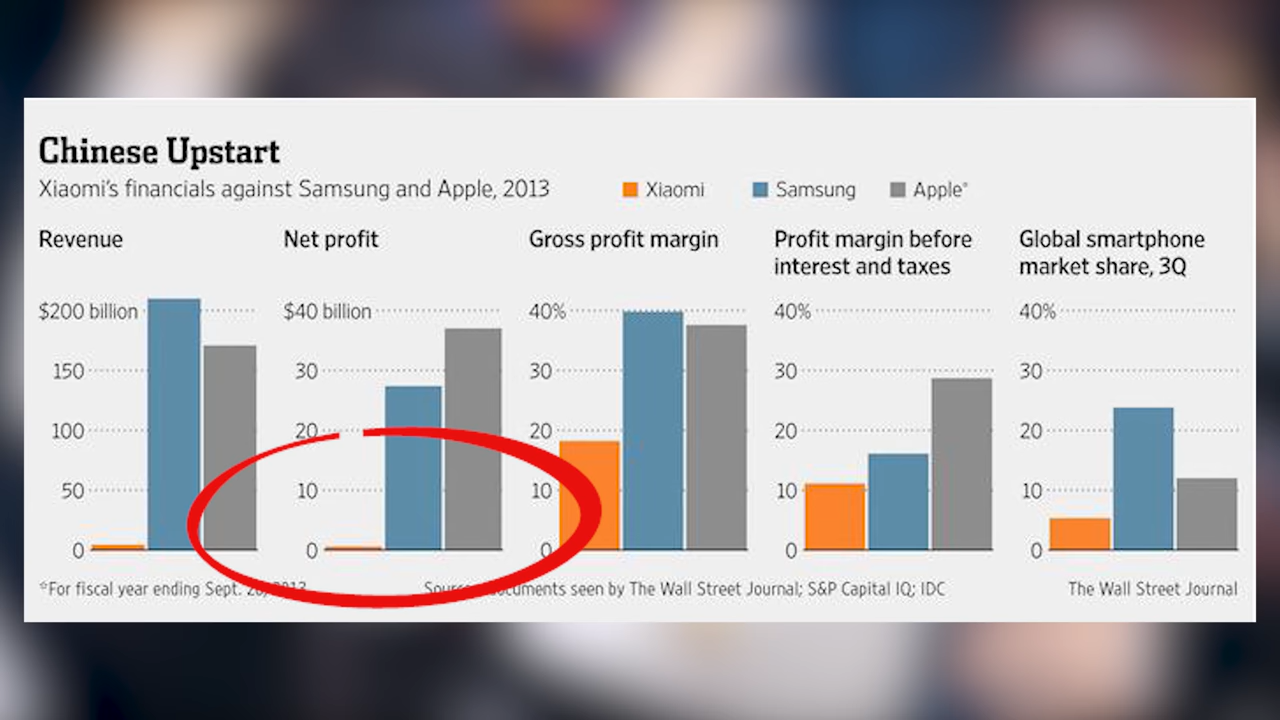 Chinese Upstart
Xiaomi's financials against Samsung and Apple, 2013
Xiaomi
Samsung
Apple*
Revenue
$200 billion
150
100
50
0
Net profit
$40 billion
30
20
10
0
Gross profit margin
40%
30
20
10
0
Profit margin before
interest and taxes
40%
30
20
10
0
Global smartphone
market share, 3Q
40%
30
20
10
0
*For fiscal year ending Sept. 2013
Source: documents seen by The Wall Street Journal; S&P Capital IQ; IDC
The Wall Street Journal